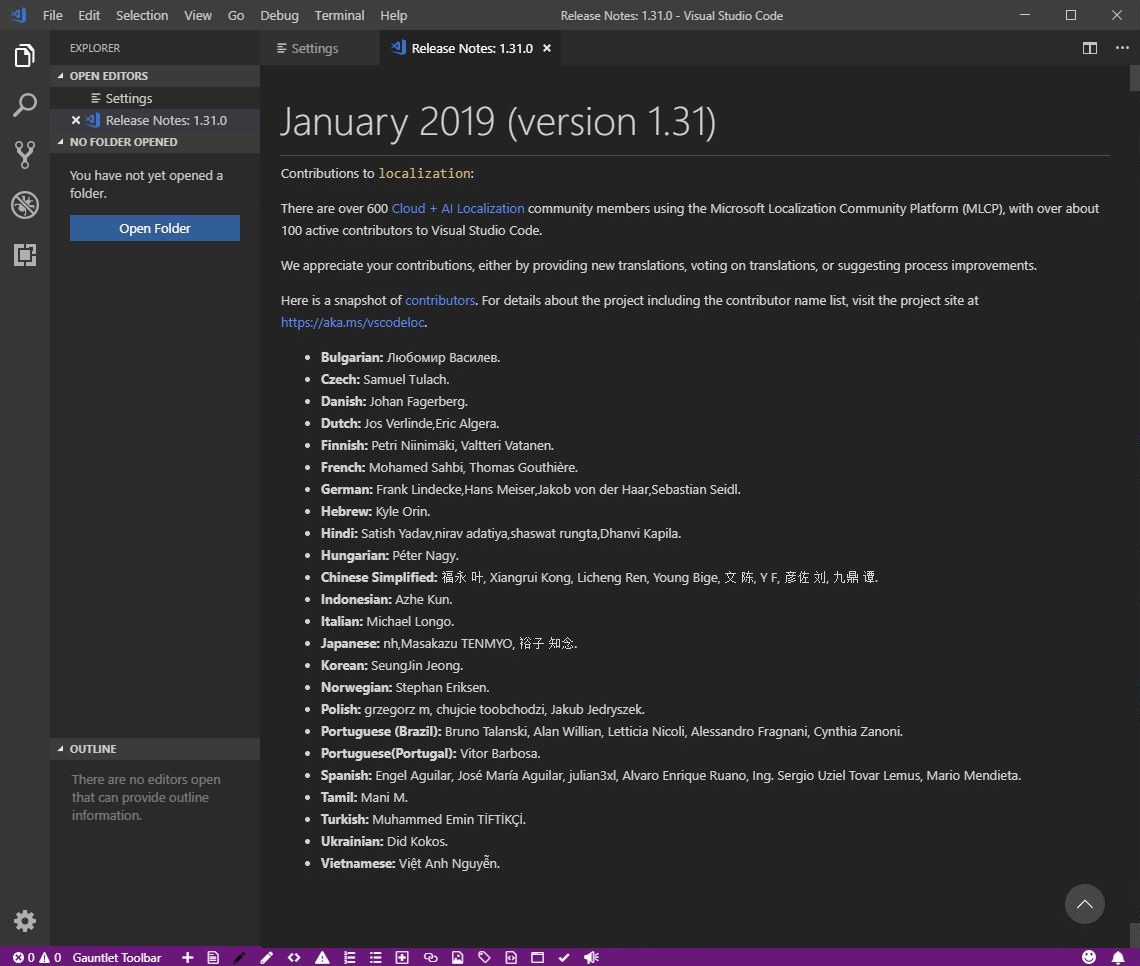 File Edit Selection View Go Debug Terminal Help
Release Notes: 1.31.0 - Visual Studio Code
EXPLORER
OPEN EDITORS
Settings
Release Notes: 1.31.0
NO FOLDER OPENED
You have not yet opened a
folder.
Open Folder
OUTLINE
There are no editors open
that can provide outline
information.
Settings
Release Notes: 1.31.0
January 2019 (version 1.31)
Contributions to localization:
There are over 600 Cloud + AI Localization community members using the Microsoft Localization Community Platform (MLCP), with over about
100 active contributors to Visual Studio Code.
We appreciate your contributions, either by providing new translations, voting on translations, or suggesting process improvements.
Here is a snapshot of contributors. For details about the project including the contributor name list, visit the project site at
https://aka.ms/vscodeloc.
• Bulgarian: Любомир Василев.
• Czech: Samuel Tulach.
• Danish: Johan Fagerberg.
• Dutch: Jos Verlinde,Eric Algera.
• Finnish: Petri Niinimäki, Valtteri Vatanen.
• French: Mohamed Sahbi, Thomas Gouthière.
• German: Frank Lindecke,Hans Meiser,Jakob von der Haar,Sebastian Seidl.
• Hebrew: Kyle Orin.
• Hindi: Satish Yadav,nirav adatiya,shaswat rungta,Dhanvi Kapila.
• Hungarian: Péter Nagy.
• Chinese Simplified: 福永 叶, Xiangrui Kong, Licheng Ren, Young Bige, 文 陈, Y F, 彦佐 刘, 九鼎 谭.
• Indonesian: Azhe Kun.
• Italian: Michael Longo.
• Japanese: nh,Masakazu TENMYO, 裕子 知念.
• Korean: SeungJin Jeong.
• Norwegian: Stephan Eriksen.
• Polish: grzegorz m, chujcie toobchodzi, Jakub Jedryszek.
• Portuguese (Brazil): Bruno Talanski, Alan Willian, Letticia Nicoli, Alessandro Fragnani, Cynthia Zanoni.
• Portuguese(Portugal): Vitor Barbosa.
• Spanish: Engel Aguilar, José María Aguilar, julian3xl, Alvaro Enrique Ruano, Ing. Sergio Uziel Tovar Lemus, Mario Mendieta.
• Tamil: Mani M.
• Turkish: Muhammed Emin TİFTİKÇİ.
• Ukrainian: Did Kokos.
• Vietnamese: Việt Anh Nguyễn.
0 0 Gauntlet Toolbar